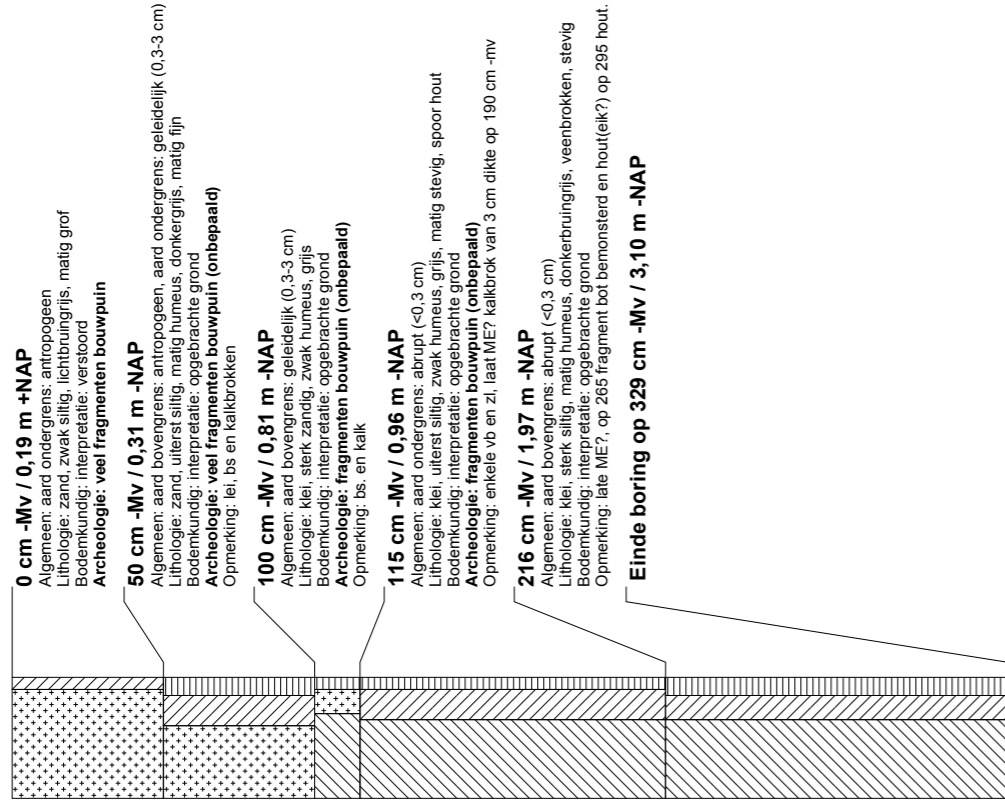 0 cm -Mv / 0,19 m +NAP
Algemeen: aard ondergrens: antropogeen
Lithologie: zand, zwak siltig, lichtbruingrijs, matig grof
Bodemkundig: interpretatie: verstoord
Archeologie: veel fragmenten bouwpuin
50 cm -Mv / 0,31 m -NAP
Algemeen: aard bovengrens: antropogeen, aard ondergrens: geleidelijk (0,3-3 cm)
Lithologie: zand, uiterst siltig, matig humeus, donkergrijs, matig fijn
Bodemkundig: interpretatie: opgebrachte grond
Archeologie: veel fragmenten bouwpuin (onbepaald)
Opmerking: lei, bs en kalkbrokken
100 cm -Mv / 0,81 m -NAP
Algemeen: aard bovengrens: geleidelijk (0,3-3 cm)
Lithologie: klei, sterk zandig, zwak humeus, grijs
Bodemkundig: interpretatie: opgebrachte grond
Archeologie: fragmenten bouwpuin (onbepaald)
Opmerking: bs. en kalk
115 cm -Mv / 0,96 m -NAP
Algemeen: aard ondergrens: abrupt (<0,3 cm)
Lithologie: klei, uiterst siltig, zwak humeus, grijs, matig stevig, spoor hout
Bodemkundig: interpretatie: opgebrachte grond
Archeologie: fragmenten bouwpuin (onbepaald)
Opmerking: enkele vb en zl, laat ME? kalkbrok van 3 cm dikte op 190 cm -mv
216 cm -Mv / 1,97 m -NAP
Algemeen: aard bovengrens: abrupt (<0,3 cm)
Lithologie: klei, sterk siltig, matig humeus, donkerbruingrijs, veenbrokken, stevig
Bodemkundig: interpretatie: opgebrachte grond
Opmerking: late ME?, op 265 fragment bot bemonsterd en hout(eik?) op 295 hout.
Einde boring op 329 cm -Mv / 3,10 m -NAP